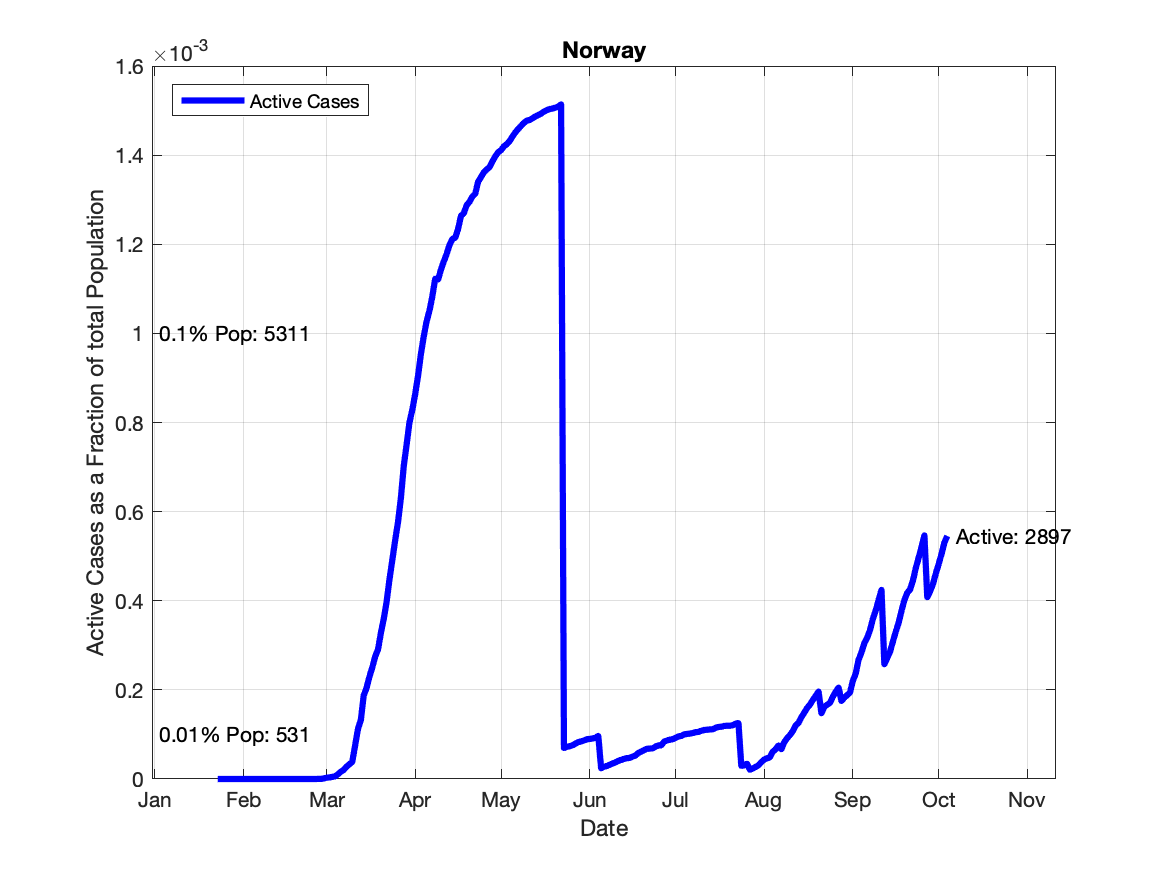 Norway
×10-3
1.6
1.4
1.2
1
0.8
0.6
0.4
0.2
0
Active Cases
0.1% Pop: 5311
0.01% Pop: 531
Active: 2897
Active Cases as a Fraction of total Population
Jan Feb Mar Apr May Jun Jul Aug Sep Oct Nov
Date